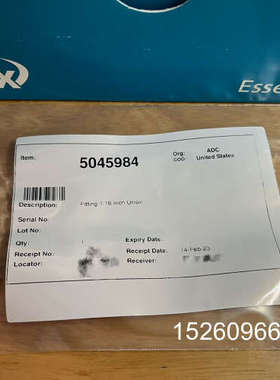 Esse
Item:
5045984
Org:
ADC
COO:
United States
Description:
Fitting 1.16 inch Union
Serial No:
Lot No:
Qty
Expiry Date:
Receipt No:
Receipt Date:
14-Feb-23
Locator:
Receiver:
15260966